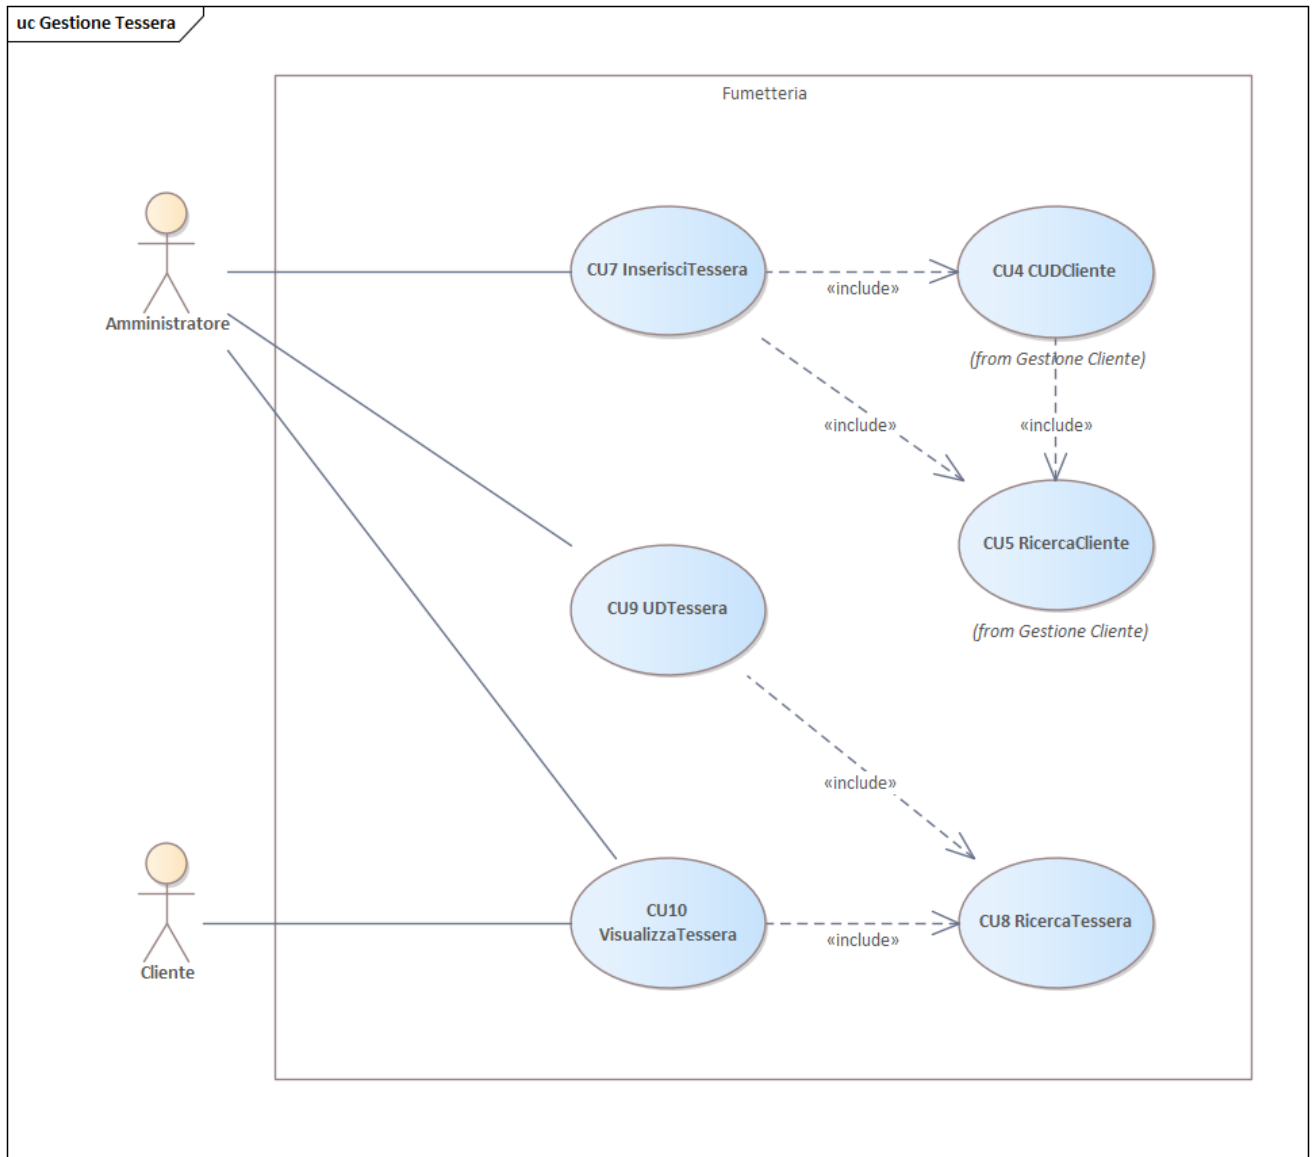 uc Gestione Tessera
Fumetteria
CU7 InserisciTessera
«include»
CU4 CUDCliente
(from Gestione Cliente)
Amministratore
«include»
«include»
CU5 RicercaCliente
(from Gestione Cliente)
CU9 UDTessera
«include»
CU10
VisualizzaTessera
«include»
CU8 RicercaTessera
Cliente